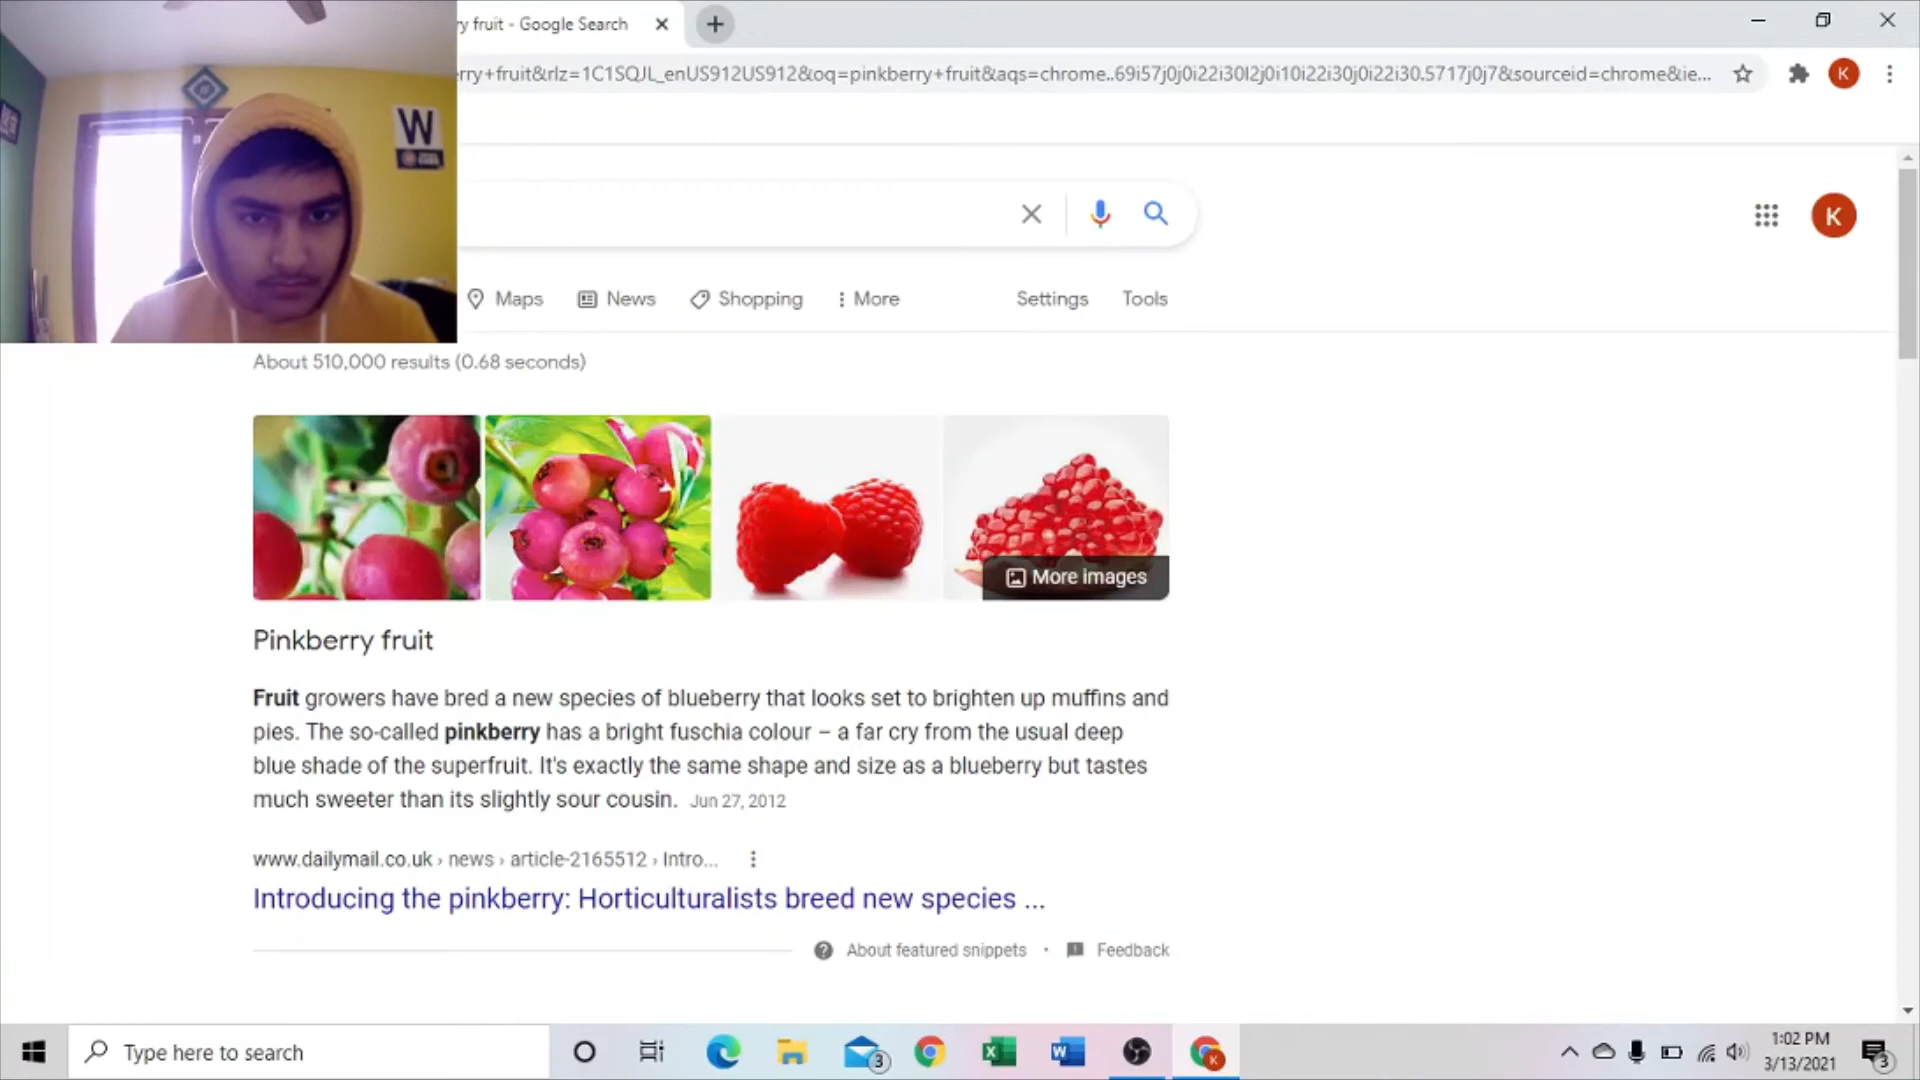 y fruit - Google Search
rry+fruit&rlz=1C1SQJL_enUS912US912&oq=pinkberry+fruit&aqs=chrome..69i57j0j0i22i30l2j0i10i22i30j0i22i30.5717j0j7&sourceid=chrome&ie...
K
W
K
Maps
News
Shopping
More
Settings
Tools
About 510,000 results (0.68 seconds)
More images
Pinkberry fruit
Fruit growers have bred a new species of blueberry that looks set to brighten up muffins and
pies. The so-called pinkberry has a bright fuschia colour – a far cry from the usual deep
blue shade of the superfruit. It's exactly the same shape and size as a blueberry but tastes
much sweeter than its slightly sour cousin. Jun 27, 2012
www.dailymail.co.uk › news › article-2165512 › Intro...
Introducing the pinkberry: Horticulturalists breed new species ...
About featured snippets
Feedback
Type here to search
3
K
1:02 PM
3/13/2021
3